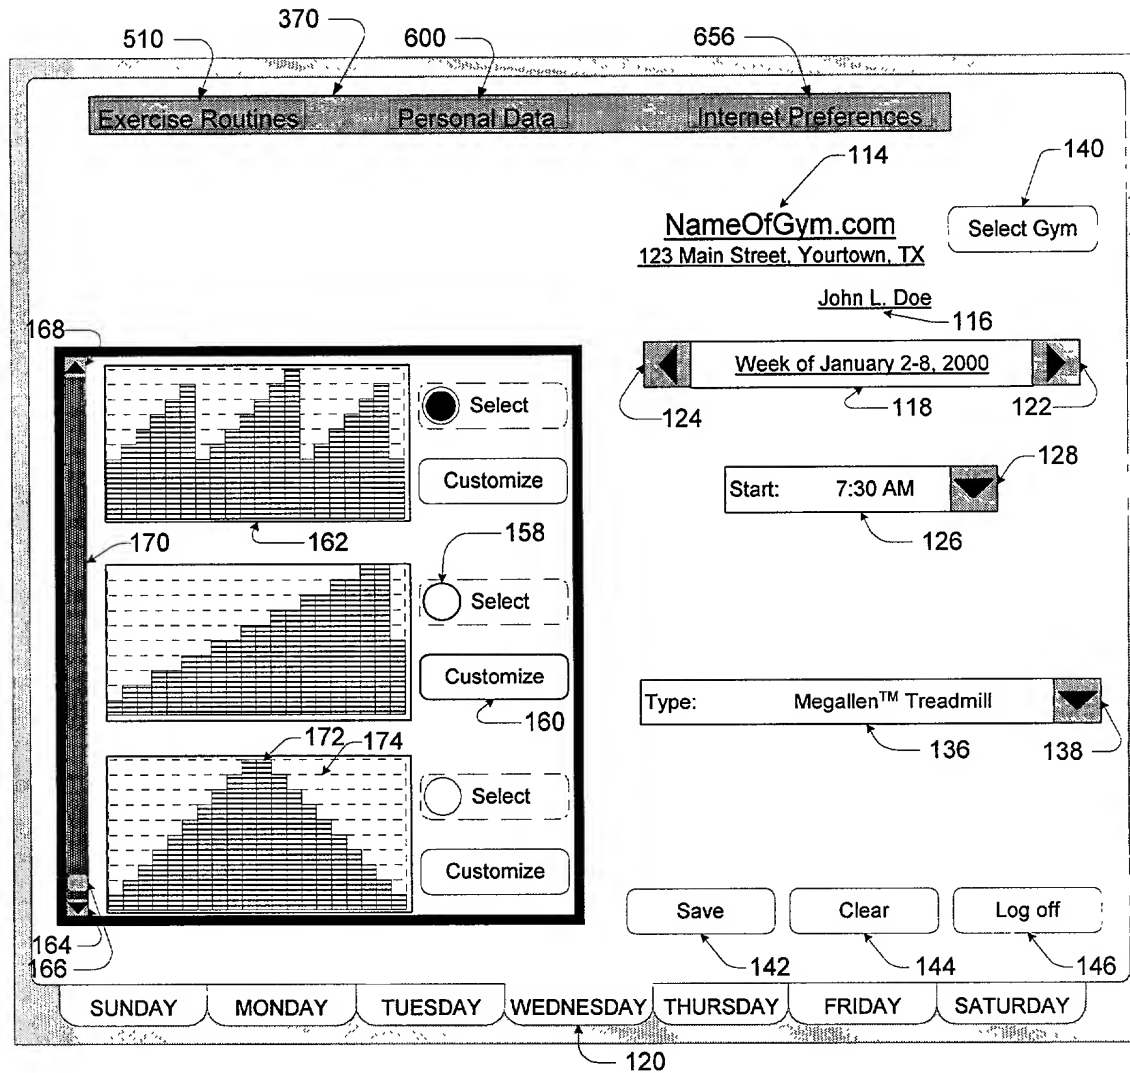 370
510
600
656
Exercise Routines Personal Data Internet Preferences
114
140
NameOfGym.com
Select Gym
123 Main Street, Yourtown, TX
John L. Doe
116
168
Week of January 2-8, 2000
124
118
122
Select
Customize
128
Start: 7:30 AM
126
170
162
158
Select
Customize
160
Type: Megallen™ Treadmill
136
138
172
174
Select
Customize
Save Clear Log off
164
166
142
144
146
SUNDAY MONDAY TUESDAY WEDNESDAY THURSDAY FRIDAY SATURDAY
120